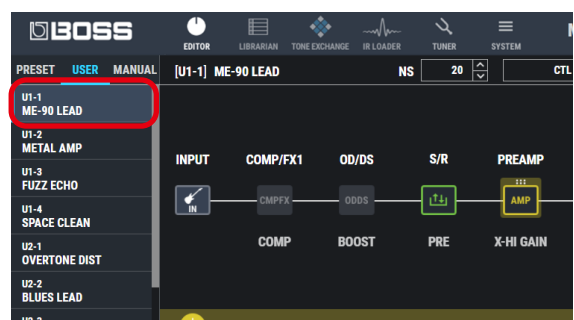 BOSS
EDITOR LIBRARIAN TONE EXCHANGE IR LOADER TUNER SYSTEM
PRESET USER MANUAL
[U1-1] ME-90 LEAD NS 20 CTL
U1-1
ME-90 LEAD
U1-2
METAL AMP
U1-3
FUZZ ECHO
U1-4
SPACE CLEAN
U2-1
OVERTONE DIST
U2-2
BLUES LEAD
INPUT COMP/FX1 OD/DS S/R PREAMP
IN CMPFX ODDS AMP
COMP BOOST PRE X-HI GAIN